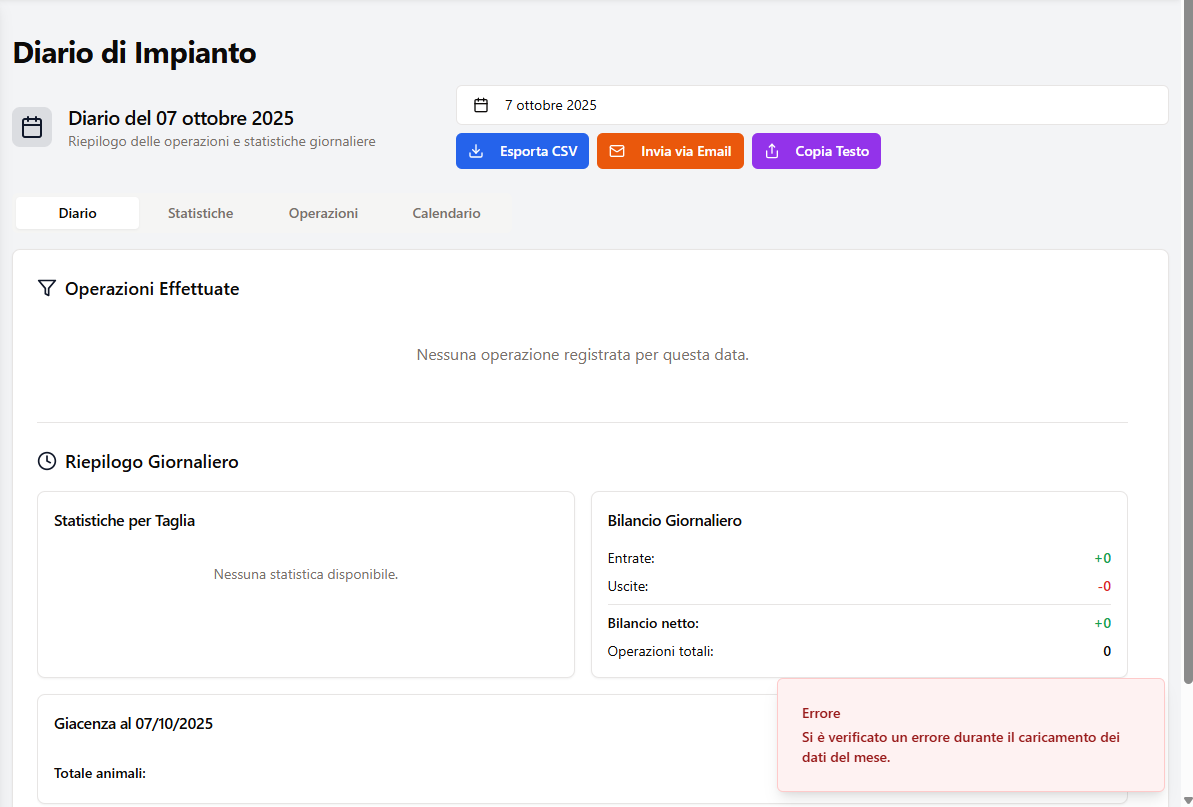 Diario di Impianto
Diario del 07 ottobre 2025
Riepilogo delle operazioni e statistiche giornaliere
7 ottobre 2025
Esporta CSV
Invia via Email
Copia Testo
Diario
Statistiche
Operazioni
Calendario
Operazioni Effettuate
Nessuna operazione registrata per questa data.
Riepilogo Giornaliero
Statistiche per Taglia
Nessuna statistica disponibile.
Bilancio Giornaliero
Entrate: +0
Uscite: -0
Bilancio netto: +0
Operazioni totali: 0
Giacenza al 07/10/2025
Totale animali:
Errore
Si è verificato un errore durante il caricamento dei
dati del mese.